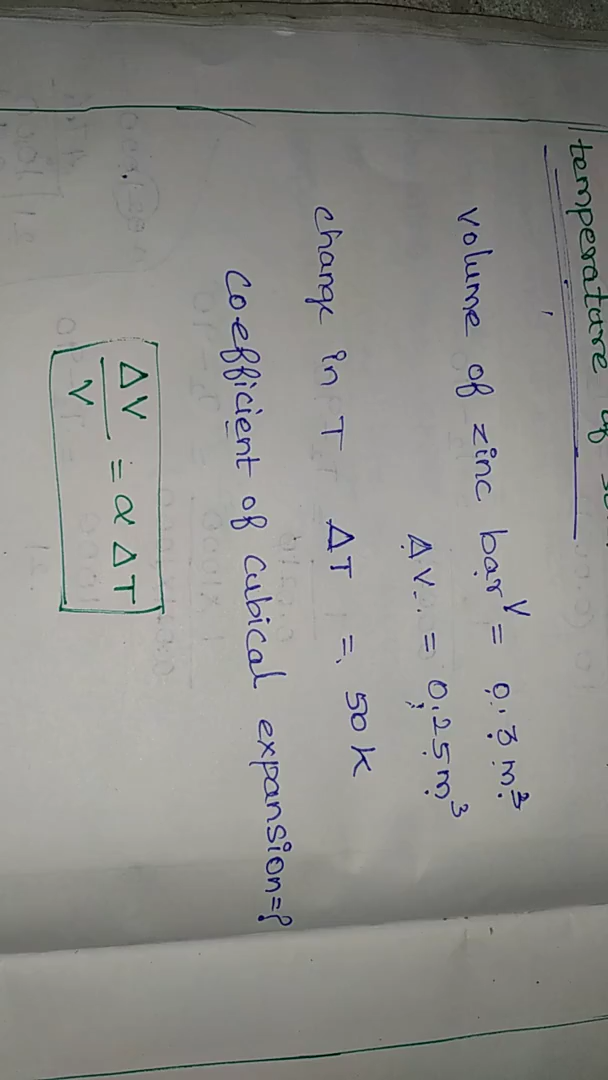 temperature of
volume of zinc bar V = 0.3 m³
ΔV = 0.25 m³
change in T ΔT = 50 K
Coefficient of cubical expansion = ?
ΔV / V = α ΔT